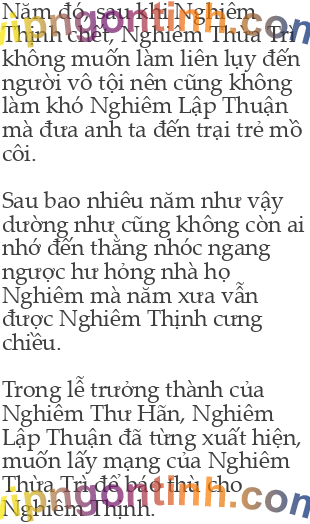 Năm đó, sau khi Nghiêm
Thịnh chết, Nghiêm Thừa Trì
không muốn làm liên lụy đến
người vô tội nên cũng không
làm khó Nghiêm Lập Thuận
mà đưa anh ta đến trại trẻ mồ
côi.
Sau bao nhiêu năm như vậy
dường như cũng không còn ai
nhớ đến thằng nhóc ngang
ngược hư hỏng nhà họ
Nghiêm mà năm xưa vẫn
được Nghiêm Thịnh cưng
chiều.
Trong lễ trưởng thành của
Nghiêm Thư Hãn, Nghiêm
Lập Thuận đã từng xuất hiện,
muốn lấy mạng của Nghiêm
Thừa Trì để báo thù cho
Nghiêm Thịnh.
vipngontinh.com
vipngontinh.com